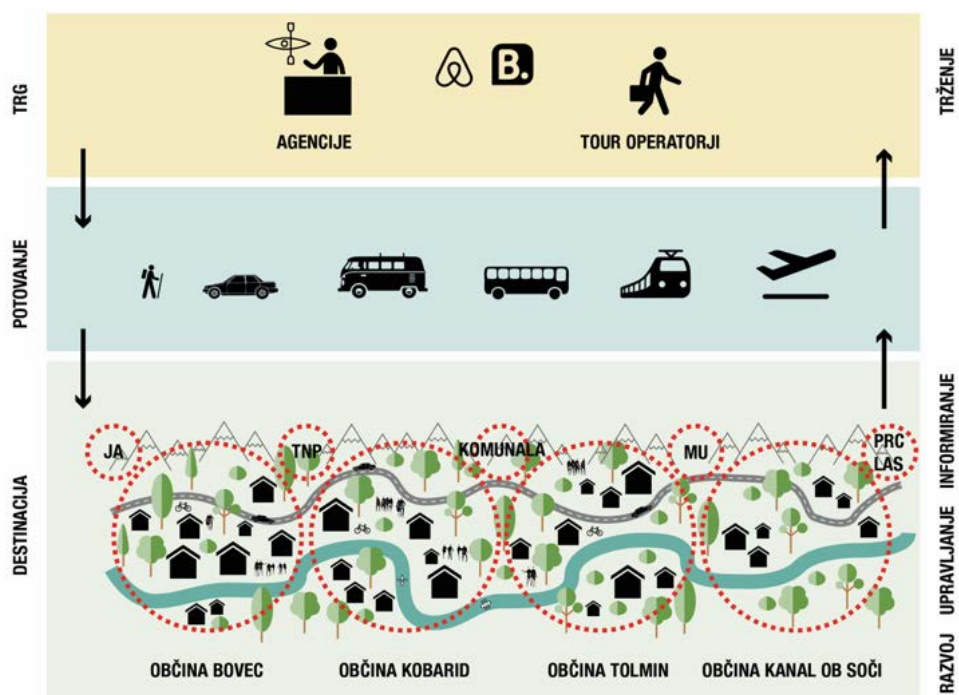 TRG
TRŽENJE
B.
AGENCIJE
TOUR OPERATORJI
POTOVANJE
DESTINACIJA
JA
TNP
KOMUNALA
MU
PRC
LAS
INFORMIRANJE
UPRAVLJANJE
RAZVOJ
OBČINA BOVEC
OBČINA KOBARID
OBČINA TOLMIN
OBČINA KANAL OB SOČI